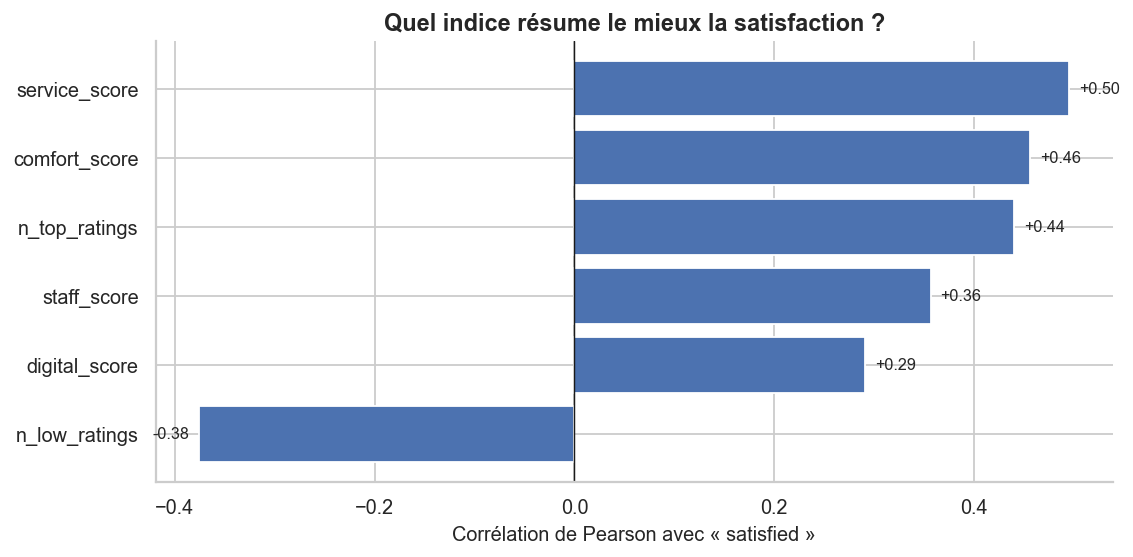 Quel indice résume le mieux la satisfaction ?
service_score
+0.50
comfort_score
+0.46
n_top_ratings
+0.44
staff_score
+0.36
digital_score
+0.29
n_low_ratings
-0.38
−0.4
−0.2
0.0
0.2
0.4
Corrélation de Pearson avec « satisfied »